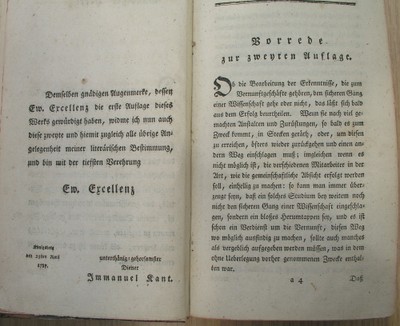 Demselben gnädigen Augenmerke, dessen
Ew. Excellenz die erste Auflage dieses
Werks gewürdigt haben, widme ich nun auch
diese zweyte und hiemit zugleich alle übrige An-
gelegenheit meiner literärischen Bestimmung,
und bin mit der tiefsten Verehrung
Ew. Excellenz
Königsberg
den 23sten April
1787.
unterthänig-gehorsamster
Diener
Immanuel Kant.
Vorrede
zur zweyten Auflage.
Ob die Bearbeitung der Erkenntnisse, die zum
Vernunftgeschäfte gehören, den sicheren Gang
einer Wissenschaft gehe oder nicht, das läßt sich bald
aus dem Erfolg beurtheilen. Wenn sie nach viel ge-
machten Anstalten und Zurüstungen, so bald es zum
Zweck kommt, in Stecken geräth, oder, um diesen
zu erreichen, öfters wieder zurückgehen und einen an-
dern Weg einschlagen muß; imgleichen wenn es
nicht möglich ist, die verschiedenen Mitarbeiter in der
Art, wie die gemeinschaftliche Absicht erfolgt werden
soll, einhellig zu machen: so kann man immer über-
zeugt seyn, daß ein solches Studium bey weitem noch
nicht den sicheren Gang einer Wissenschaft eingeschla-
gen, sondern ein bloßes Herumtappen sey, und es ist
schon ein Verdienst um die Vernunft, diesen Weg
wo möglich ausfindig zu machen, sollte auch manches
als vergeblich aufgegeben werden müssen, was in dem
ohne Ueberlegung vorher genommenen Zwecke enthal-
ten war.
a 4
Daß